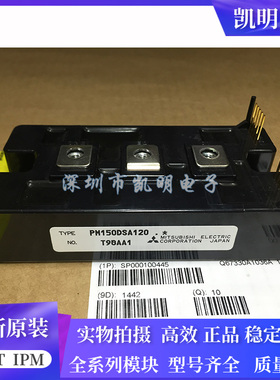 凯明
深圳市凯明电子
TYPE PM150DSA120
NO. T9BAA1
MITSUBISHI ELECTRIC
CORPORATION JAPAN
(1P) SP000100445
Q67330A1036A
(9D): 1442
(Q): 10
新原装
实物拍摄 高效 正品 稳定
T IPM
全系列模块 型号齐全 全